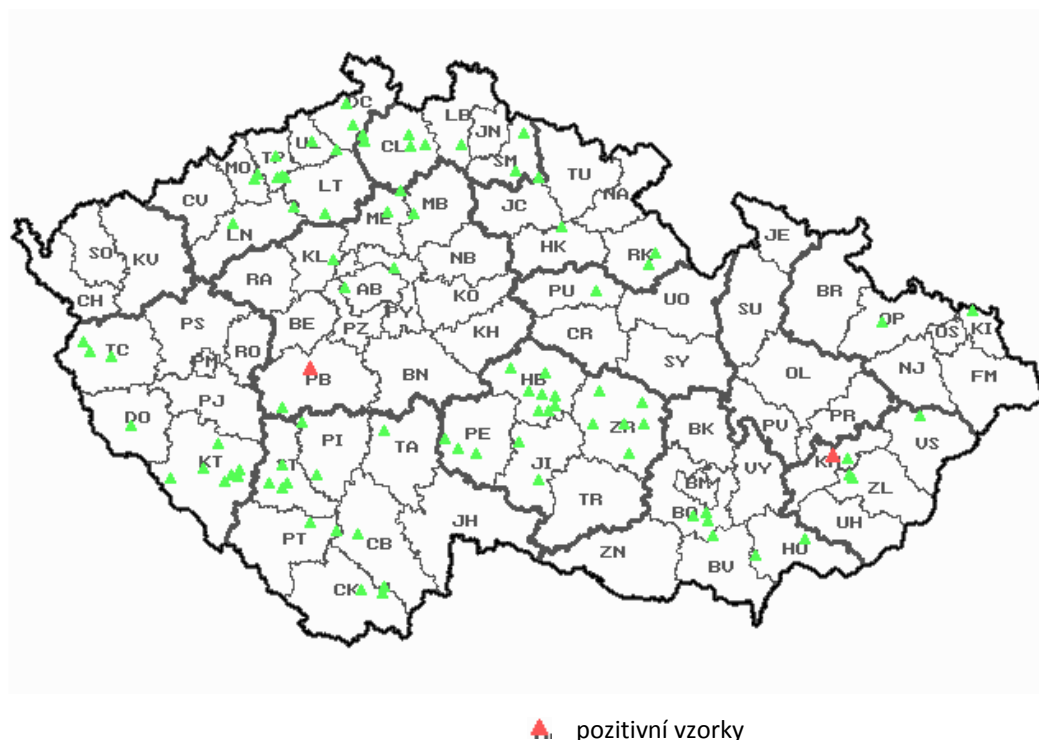 DC
LB
JN
UL
CL
TP
SM
MO
TU
LT
CV
NA
ME
MB
JC
LN
JE
HK
SO
KV
KL
NB
RK
RA
AB
BR
CH
PU
KO
UO
SU
OP
PS
BE
PZ
PY
OS
KI
TC
RO
KH
CR
PM
SY
NJ
FM
PB
BN
HB
OL
DO
PJ
PR
PI
TA
ZR
BK
PV
VS
PE
KT
ST
JI
KM
VY
BM
ZL
TR
BO
JH
UH
PT
CB
ZN
HO
BV
CK
pozitivní vzorky